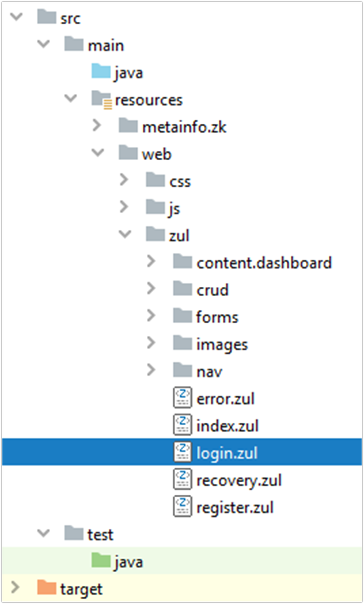 src
main
java
resources
metainfo.zk
web
css
js
zul
content.dashboard
crud
forms
images
nav
error.zul
index.zul
login.zul
recovery.zul
register.zul
test
java
target